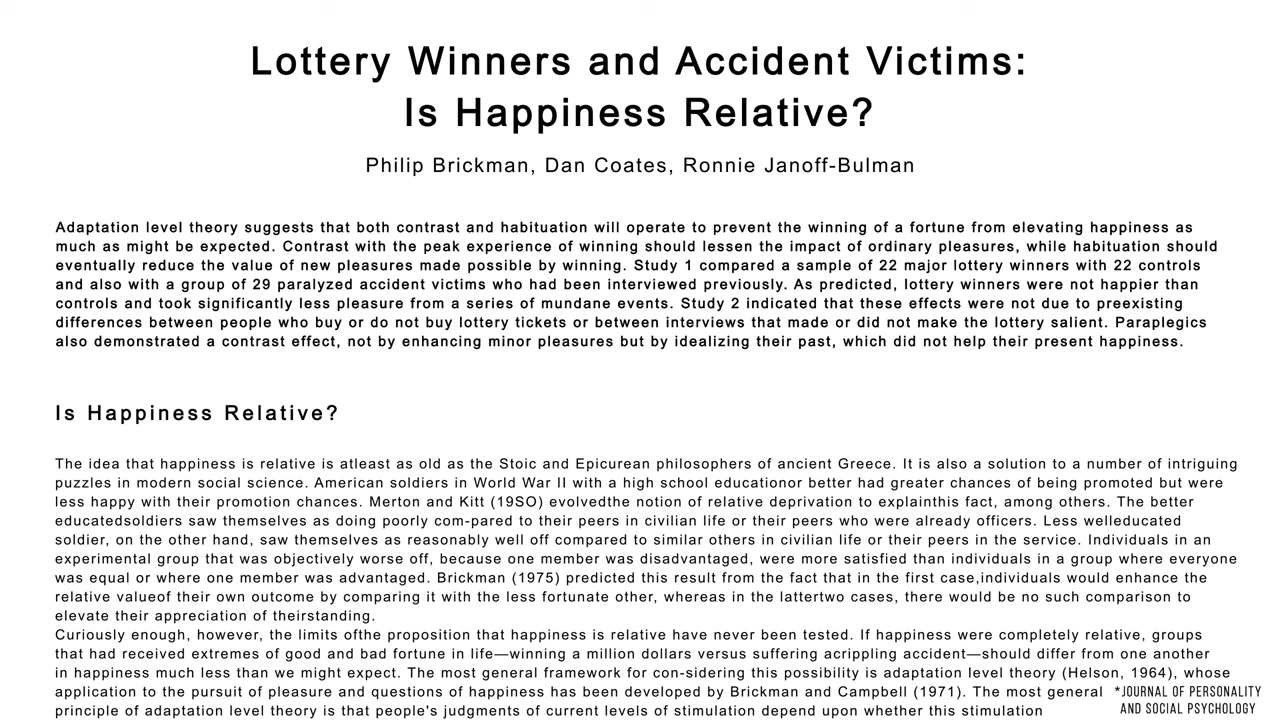 Lottery Winners and Accident Victims:
Is Happiness Relative?
Philip Brickman, Dan Coates, Ronnie Janoff-Bulman
Adaptation level theory suggests that both contrast and habituation will operate to prevent the winning of a fortune from elevating happiness as
much as might be expected. Contrast with the peak experience of winning should lessen the impact of ordinary pleasures, while habituation should
eventually reduce the value of new pleasures made possible by winning. Study 1 compared a sample of 22 major lottery winners with 22 controls
and also with a group of 29 paralyzed accident victims who had been interviewed previously. As predicted, lottery winners were not happier than
controls and took significantly less pleasure from a series of mundane events. Study 2 indicated that these effects were not due to preexisting
differences between people who buy or do not buy lottery tickets or between interviews that made or did not make the lottery salient. Paraplegics
also demonstrated a contrast effect, not by enhancing minor pleasures but by idealizing their past, which did not help their present happiness.
Is Happiness Relative?
The idea that happiness is relative is atleast as old as the Stoic and Epicurean philosophers of ancient Greece. It is also a solution to a number of intriguing
puzzles in modern social science. American soldiers in World War II with a high school educationor better had greater chances of being promoted but were
less happy with their promotion chances. Merton and Kitt (19SO) evolvedthe notion of relative deprivation to explainthis fact, among others. The better
educatedsoldiers saw themselves as doing poorly com-pared to their peers in civilian life or their peers who were already officers. Less welleducated
soldier, on the other hand, saw themselves as reasonably well off compared to similar others in civilian life or their peers in the service. Individuals in an
experimental group that was objectively worse off, because one member was disadvantaged, were more satisfied than individuals in a group where everyone
was equal or where one member was advantaged. Brickman (1975) predicted this result from the fact that in the first case,individuals would enhance the
relative valueof their own outcome by comparing it with the less fortunate other, whereas in the lattertwo cases, there would be no such comparison to
elevate their appreciation of theirstanding.
Curiously enough, however, the limits ofthe proposition that happiness is relative have never been tested. If happiness were completely relative, groups
that had received extremes of good and bad fortune in life—winning a million dollars versus suffering acrippling accident—should differ from one another
in happiness much less than we might expect. The most general framework for con-sidering this possibility is adaptation level theory (Helson, 1964), whose
application to the pursuit of pleasure and questions of happiness has been developed by Brickman and Campbell (1971). The most general
principle of adaptation level theory is that people's judgments of current levels of stimulation depend upon whether this stimulation
*JOURNAL OF PERSONALITY
AND SOCIAL PSYCHOLOGY